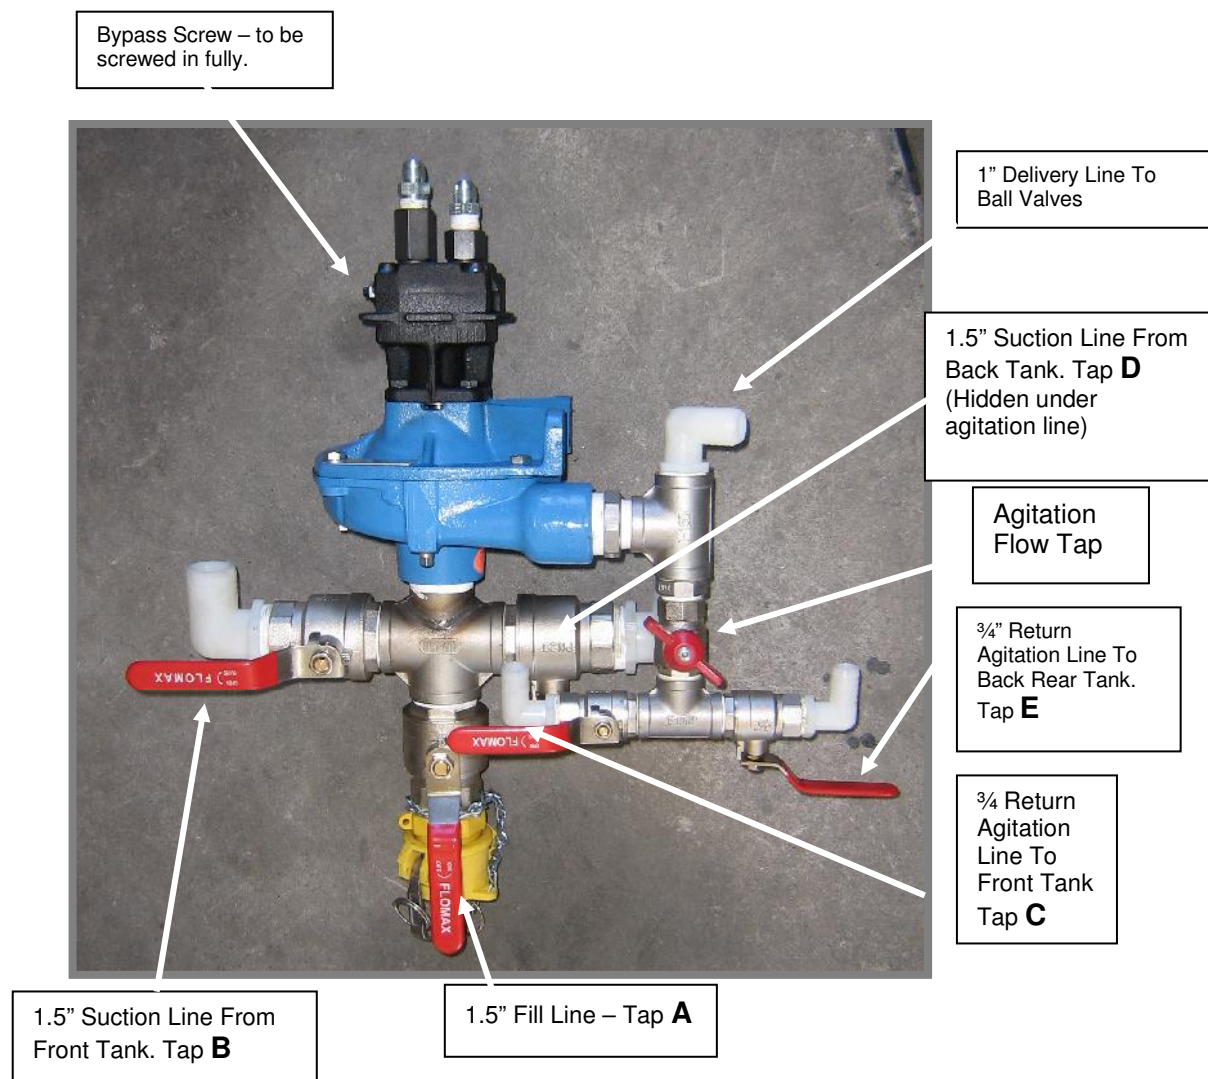 Bypass Screw – to be
screwed in fully.
1” Delivery Line To
Ball Valves
1.5” Suction Line From
Back Tank. Tap D
(Hidden under
agitation line)
Agitation
Flow Tap
¾” Return
Agitation Line To
Back Rear Tank.
Tap E
¾ Return
Agitation
Line To
Front Tank
Tap C
FLOMAX
FLOMAX
FLOMAX
1.5” Suction Line From
Front Tank. Tap B
1.5” Fill Line – Tap A